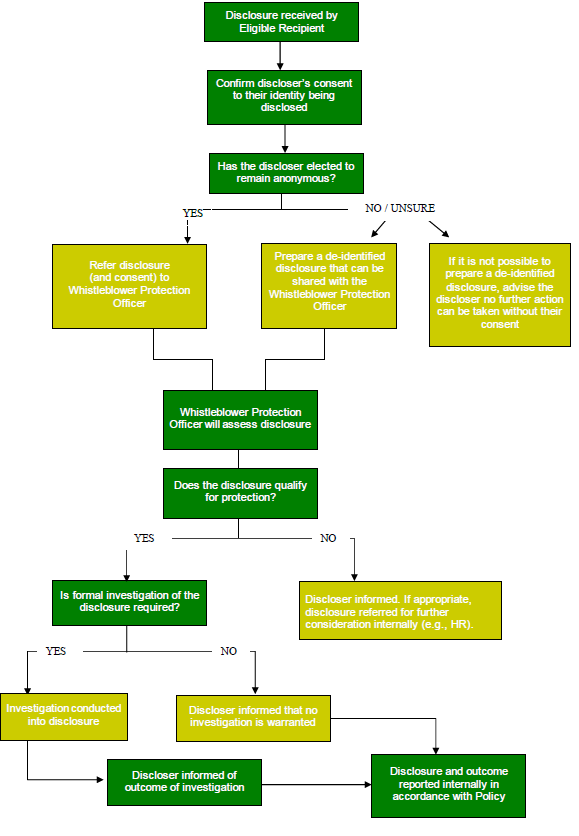 Disclosure received by
Eligible Recipient
Confirm discloser's consent
to their identity being
disclosed
Has the discloser elected to
remain anonymous?
YES
NO / UNSURE
Refer disclosure
(and consent) to
Whistleblower Protection
Officer
Prepare a de-identified
disclosure that can be
shared with the
Whistleblower Protection
Officer
If it is not possible to
prepare a de-identified
disclosure, advise the
discloser no further action
can be taken without their
consent
Whistleblower Protection
Officer will assess disclosure
Does the disclosure qualify
for protection?
YES
NO
Is formal investigation of the
disclosure required?
Discloser informed. If appropriate,
disclosure referred for further
consideration internally (e.g., HR).
YES
NO
Investigation conducted
into disclosure
Discloser informed that no
investigation is warranted
Discloser informed of
outcome of investigation
Disclosure and outcome
reported internally in
accordance with Policy